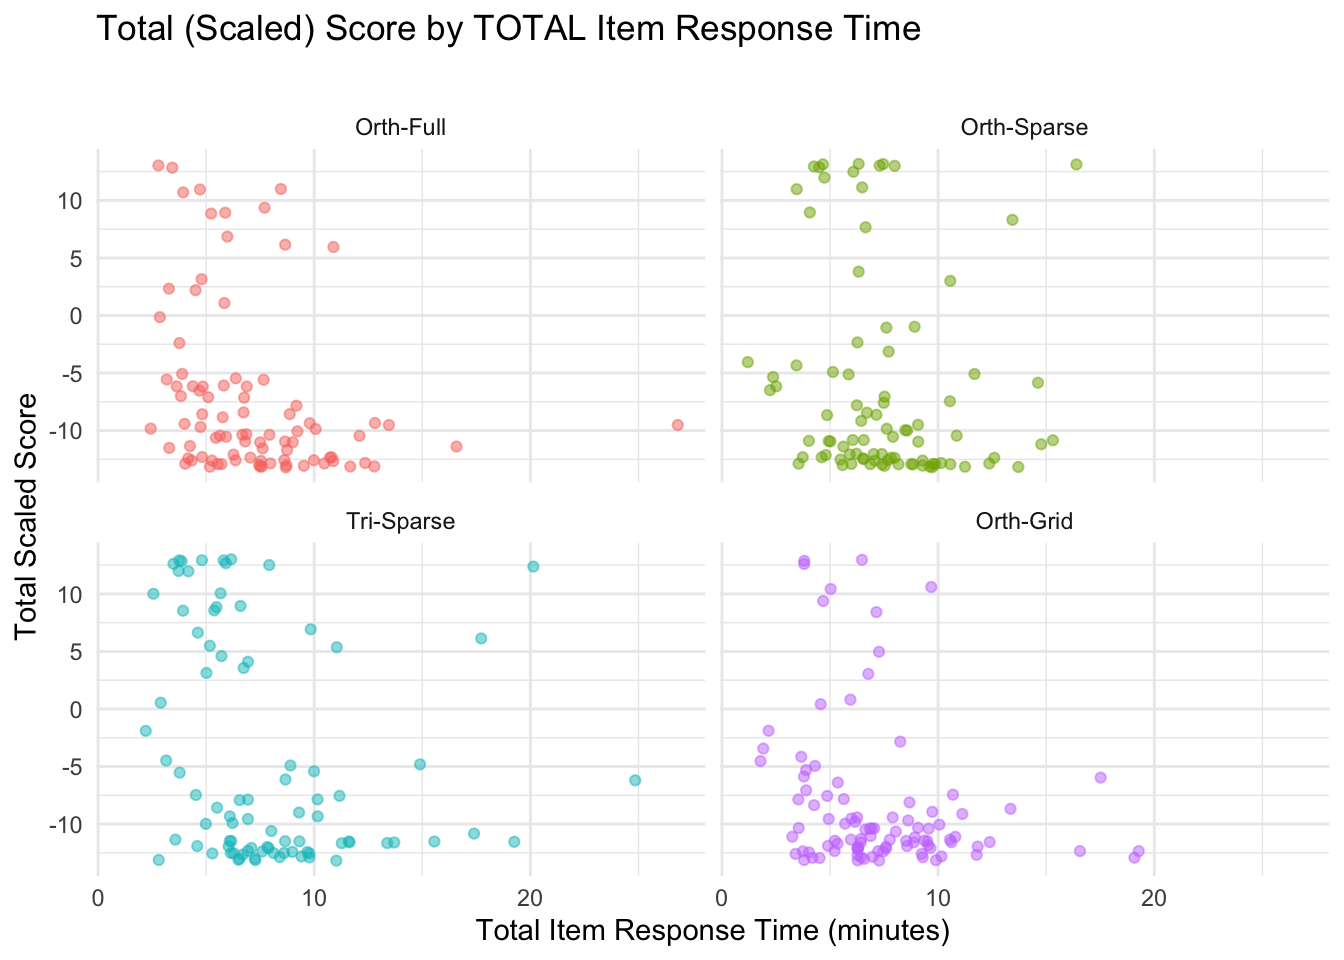 Total (Scaled) Score by TOTAL Item Response Time
Orth-Full
Orth-Sparse
10
5
0
-5
-10
Tri-Sparse
Orth-Grid
10
5
0
-5
-10
0
10
20
0
10
20
Total Scaled Score
Total Item Response Time (minutes)